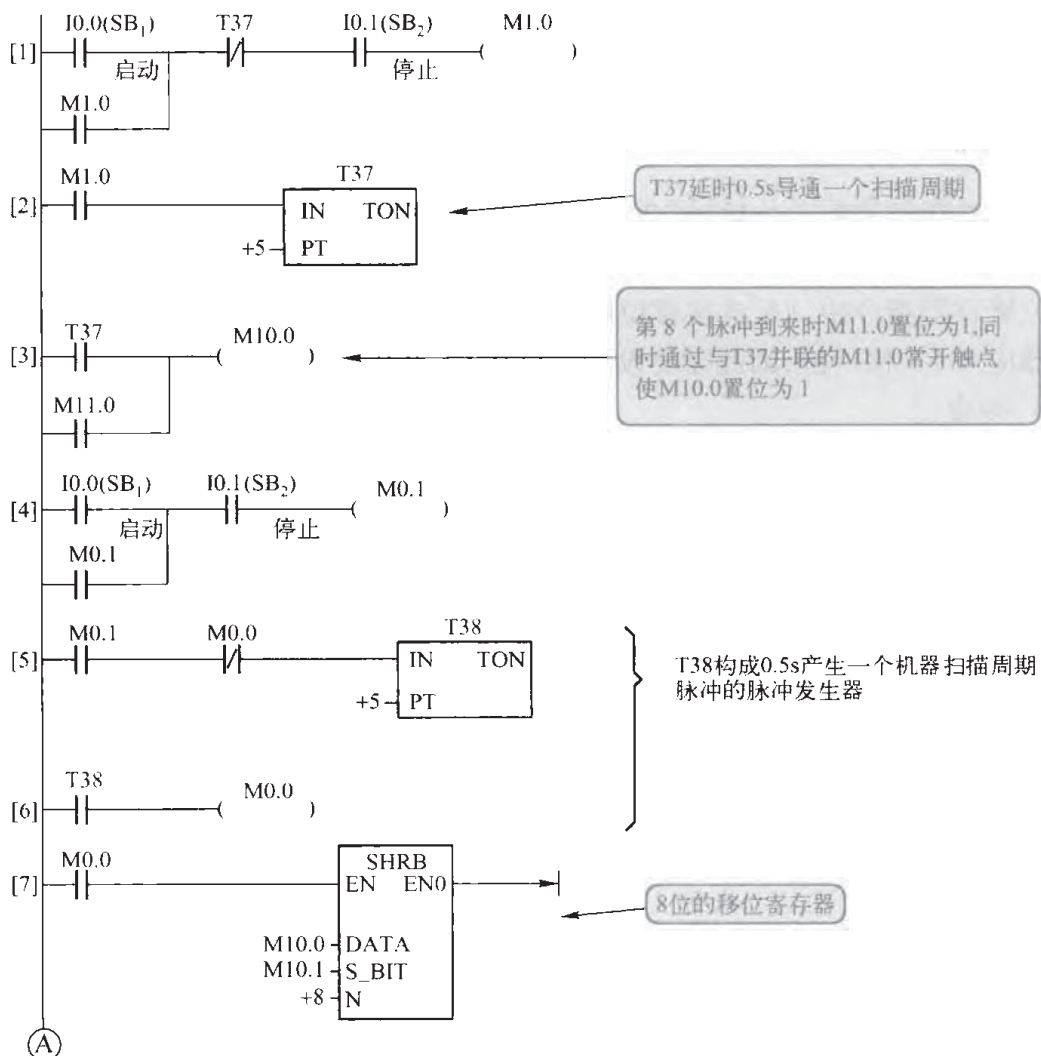 I0.0(SB₁) T37 I0.1(SB₂) M1.0
[1]
启动 停止
M1.0
M1.0
T37
[2]
IN TON
+5 PT
T37延时0.5s导通一个扫描周期
T37
M10.0
[3]
M11.0
第 8 个脉冲到来时M11.0置位为1,同
时通过与T37并联的M11.0常开触点
使M10.0置位为 1
I0.0(SB₁) I0.1(SB₂) M0.1
[4]
启动 停止
M0.1
M0.1 M0.0 T38
[5]
IN TON
+5 PT
T38构成0.5s产生一个机器扫描周期
脉冲的脉冲发生器
T38
M0.0
[6]
M0.0
SHRB
[7]
EN EN0
8位的移位寄存器
M10.0 DATA
M10.1 S_BIT
+8 N
A